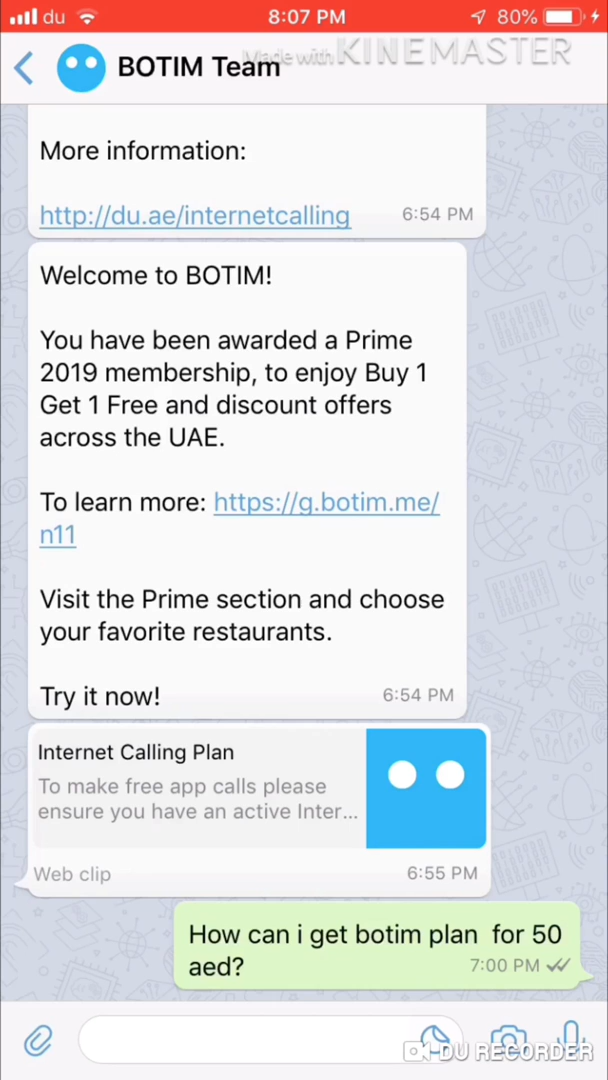 du 8:07 PM 80%
BOTIM Team
Made with KINEMASTER
More information:
http://du.ae/internetcalling 6:54 PM
Welcome to BOTIM!
You have been awarded a Prime
2019 membership, to enjoy Buy 1
Get 1 Free and discount offers
across the UAE.
To learn more: https://g.botim.me/
n11
Visit the Prime section and choose
your favorite restaurants.
Try it now! 6:54 PM
Internet Calling Plan
To make free app calls please
ensure you have an active Inter...
Web clip 6:55 PM
How can i get botim plan for 50
aed? 7:00 PM
DU RECORDER